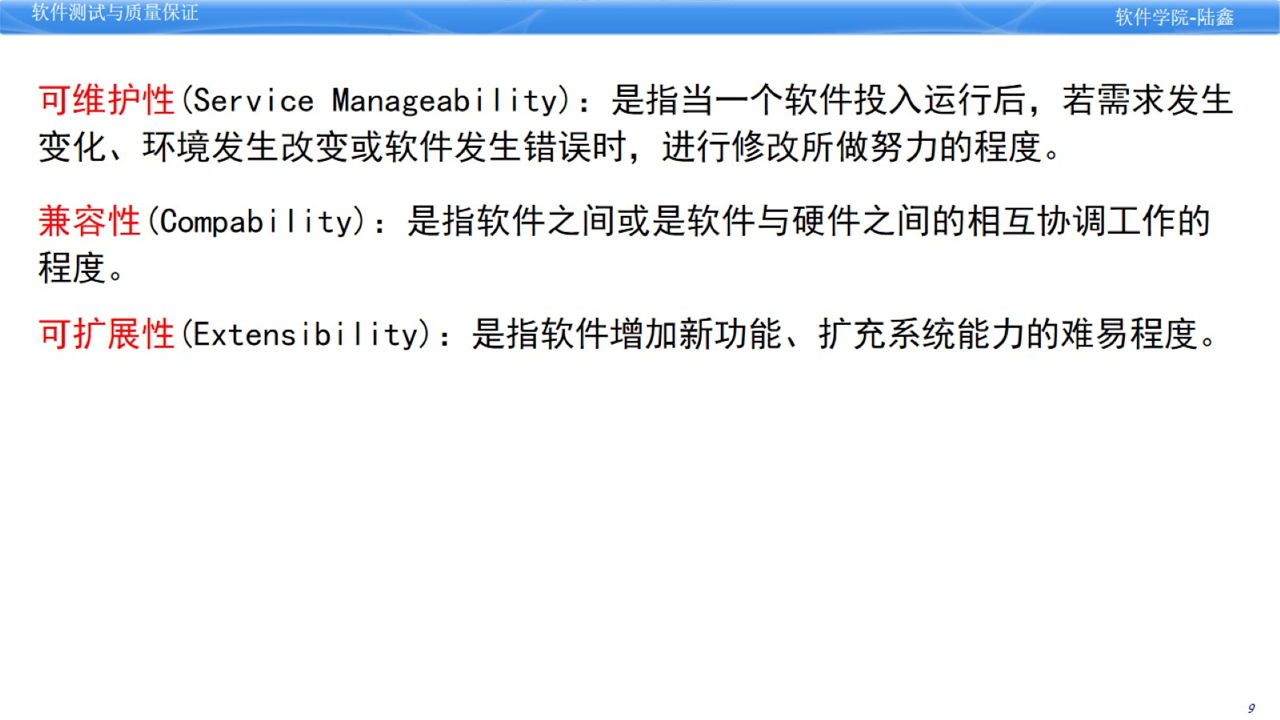 软件测试与质量保证
软件学院-陆鑫
可维护性(Service Manageability): 是指当一个软件投入运行后，若需求发生
变化、环境发生改变或软件发生错误时，进行修改所做努力的程度。
兼容性(Compability): 是指软件之间或是软件与硬件之间的相互协调工作的
程度。
可扩展性(Extensibility): 是指软件增加新功能、扩充系统能力的难易程度。
9